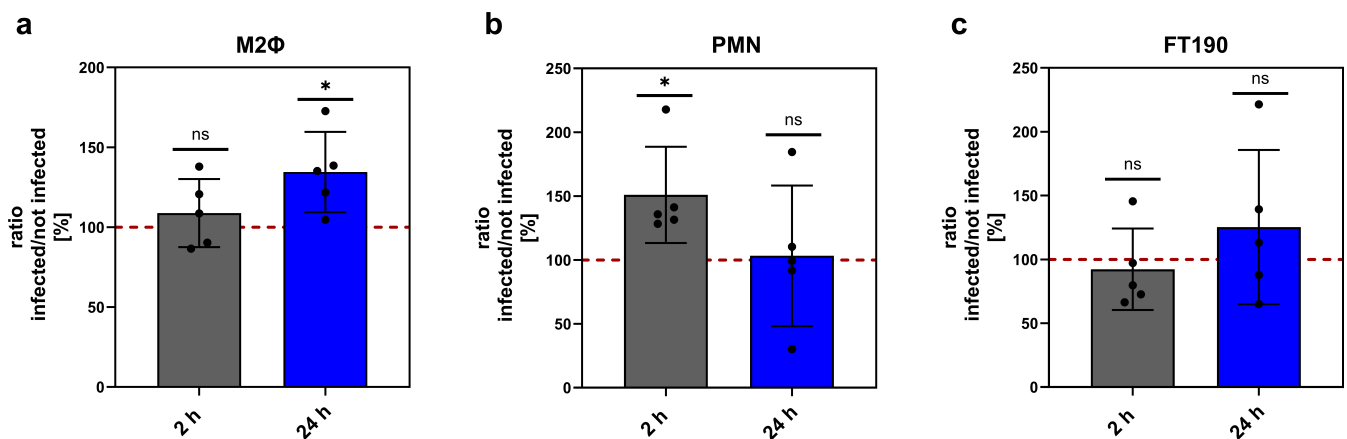 a
M2Φ
ratio
infected/not infected
[%]
200
150
100
50
0
ns
*
2 h
24 h
b
PMN
ratio
infected/not infected
[%]
250
200
150
100
50
0
*
ns
2 h
24 h
c
FT190
ratio
infected/not infected
[%]
250
200
150
100
50
0
ns
ns
2 h
24 h